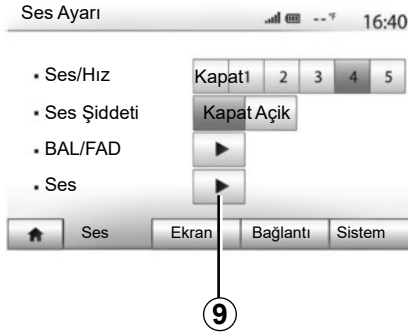 Ses Ayarı --°F 16:40
• Ses/Hız Kapat 1 2 3 4 5
• Ses Şiddeti Kapat Açik
• BAL/FAD
• Ses
Ses Ekran Bağlantı Sistem
9